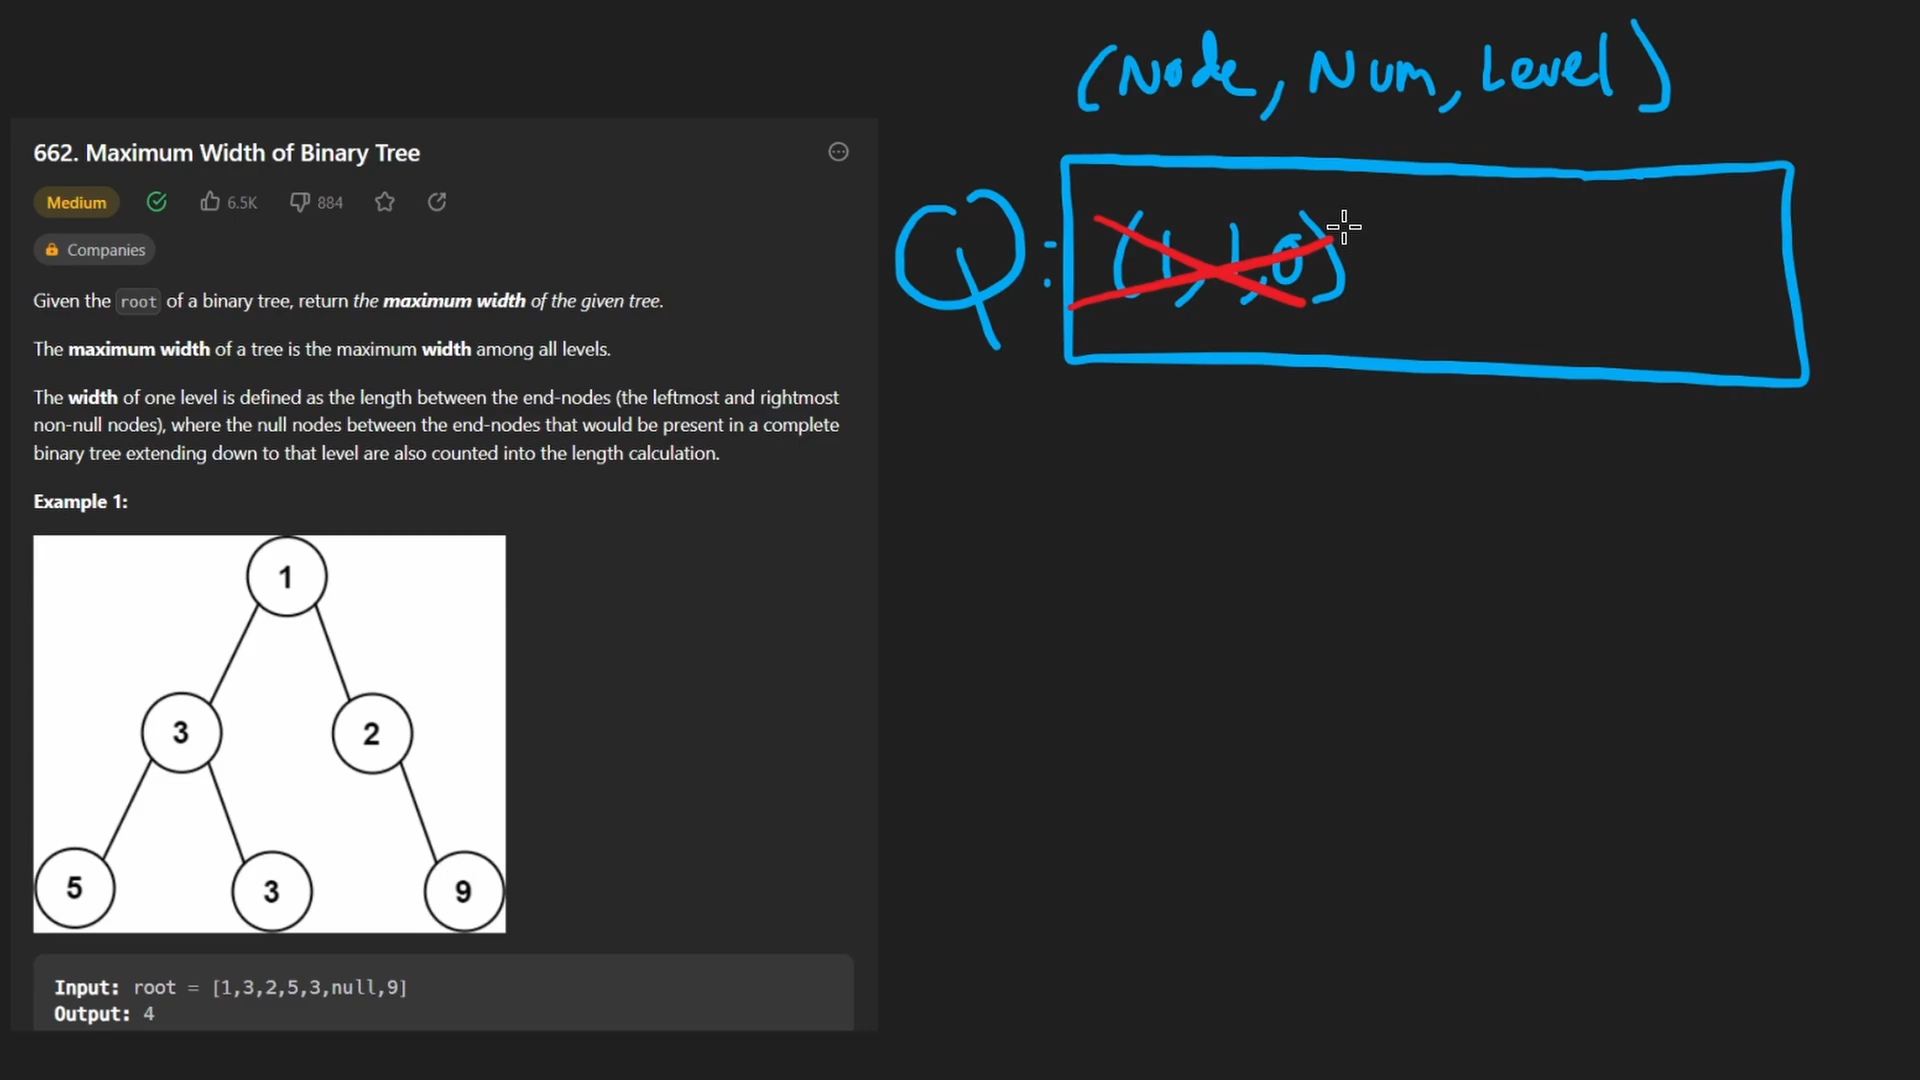 (Node, Num, Level)
662. Maximum Width of Binary Tree
Medium 6.5K 884
Companies
Q: (1, 1, 0)
Given the root of a binary tree, return the maximum width of the given tree.
The maximum width of a tree is the maximum width among all levels.
The width of one level is defined as the length between the end-nodes (the leftmost and rightmost
non-null nodes), where the null nodes between the end-nodes that would be present in a complete
binary tree extending down to that level are also counted into the length calculation.
Example 1:
1
3 2
5 3 9
Input: root = [1,3,2,5,3,null,9]
Output: 4